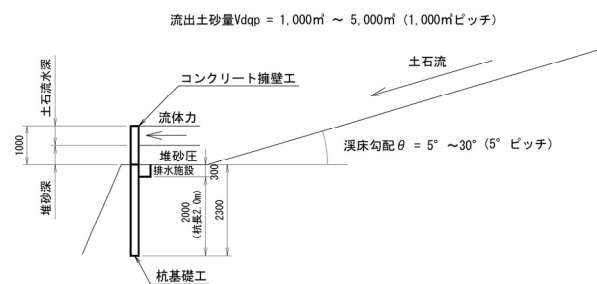 流出土砂量Vdqp = 1,000㎥ ～ 5,000㎥ (1,000㎥ピッチ)
土石流
コンクリート擁壁工
土石流水深
流体力
1000
渓床勾配θ = 5° ～30° (5° ピッチ)
堆砂圧
排水施設
300
堆砂深
2000
(杭長2.0m)
2300
杭基礎工